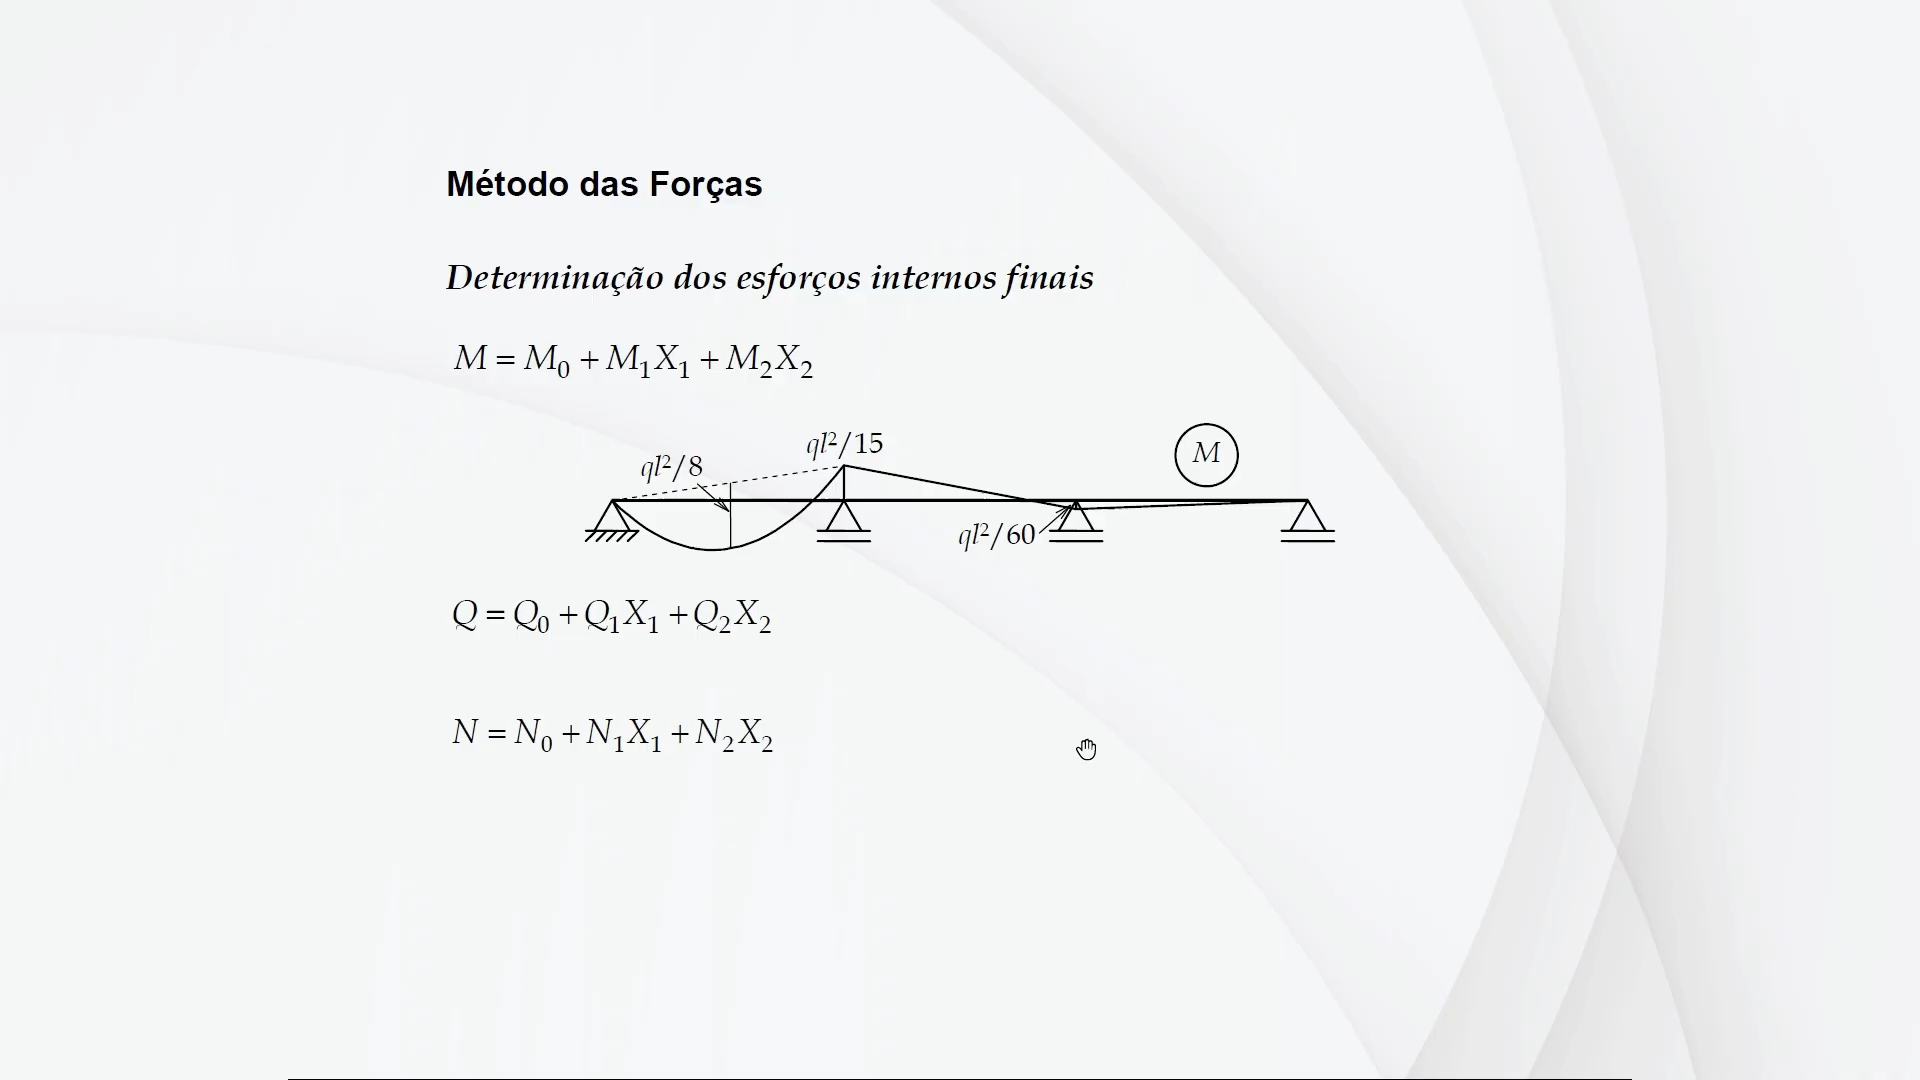 Método das Forças
Determinação dos esforços internos finais
M = M₀ + M₁X₁ + M₂X₂
ql²/15
ql²/8
M
ql²/60
Q = Q₀ + Q₁X₁ + Q₂X₂
N = N₀ + N₁X₁ + N₂X₂